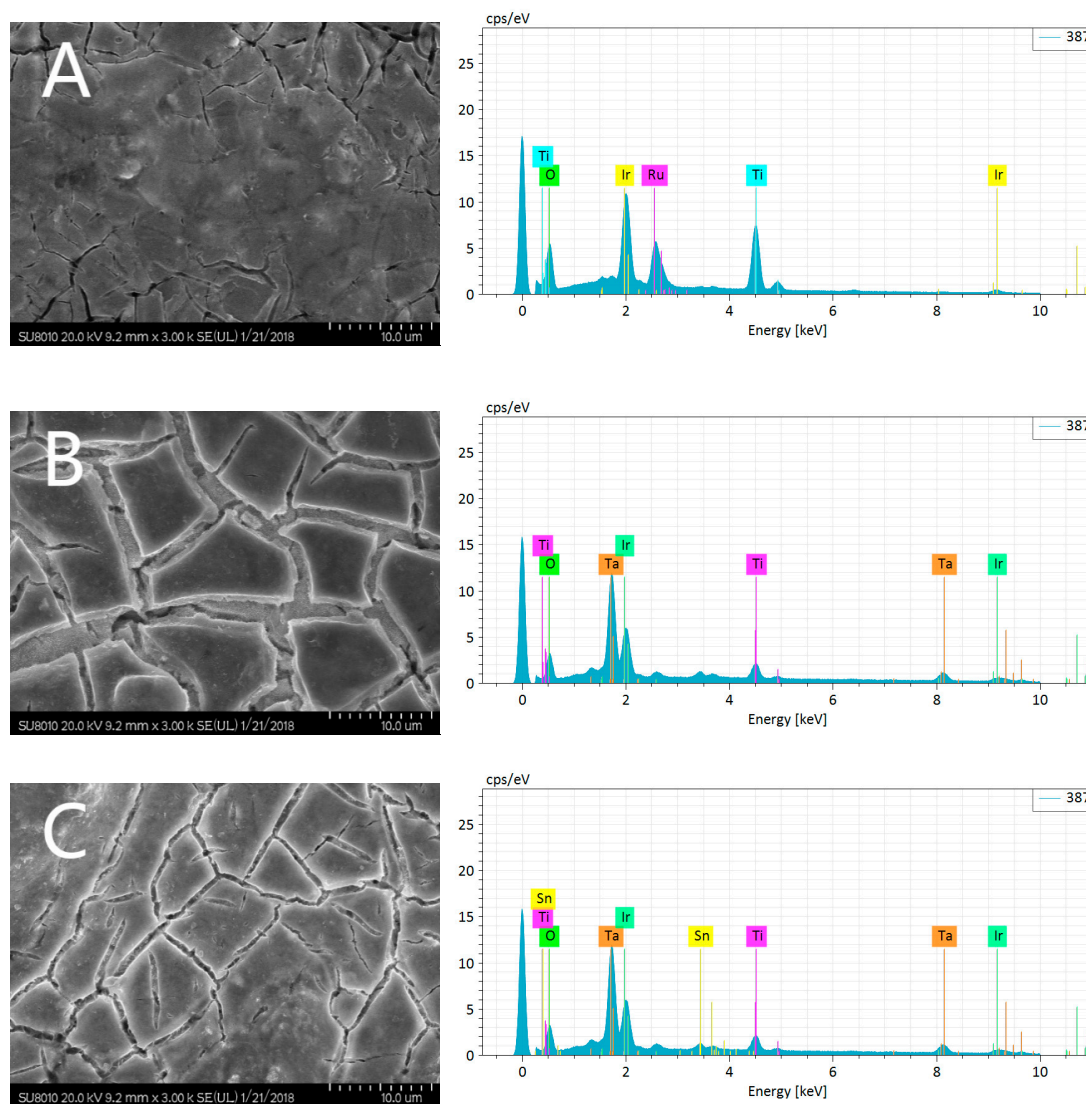 A
SU8010 20.0 kV 9.2 mm x 3.00 k SE(UL) 1/21/2018
10.0 um
cps/eV
387
25
20
15
10
5
0
Ti
O
Ir
Ru
Ti
Ir
0 2 4 6 8 10
Energy [keV]
B
SU8010 20.0 kV 9.2 mm x 3.00 k SE(UL) 1/21/2018
10.0 um
cps/eV
387
25
20
15
10
5
0
Ti
O
Ta
Ir
Ti
Ta
Ir
0 2 4 6 8 10
Energy [keV]
C
SU8010 20.0 kV 9.2 mm x 3.00 k SE(UL) 1/21/2018
10.0 um
cps/eV
387
25
20
15
10
5
0
Sn
Ti
O
Ta
Ir
Sn
Ti
Ta
Ir
0 2 4 6 8 10
Energy [keV]